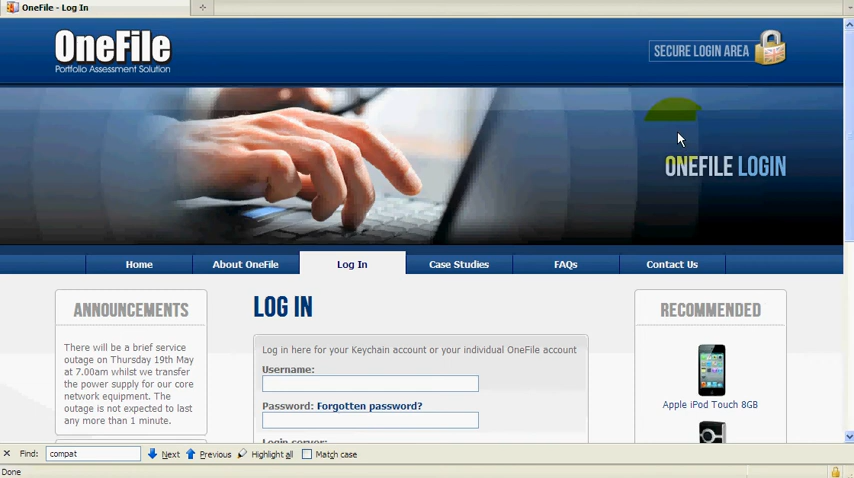 OneFile - Log In
OneFile
Portfolio Assessment Solution
SECURE LOGIN AREA
ONEFILE LOGIN
Home
About OneFile
Log In
Case Studies
FAQs
Contact Us
ANNOUNCEMENTS
There will be a brief service
outage on Thursday 19th May
at 7.00am whilst we transfer
the power supply for our core
network equipment. The
outage is not expected to last
any more than 1 minute.
LOG IN
Log in here for your Keychain account or your individual OneFile account
Username:
Password: Forgotten password?
Login server:
RECOMMENDED
Apple iPod Touch 8GB
Find: compat
Next
Previous
Highlight all
Match case
Done